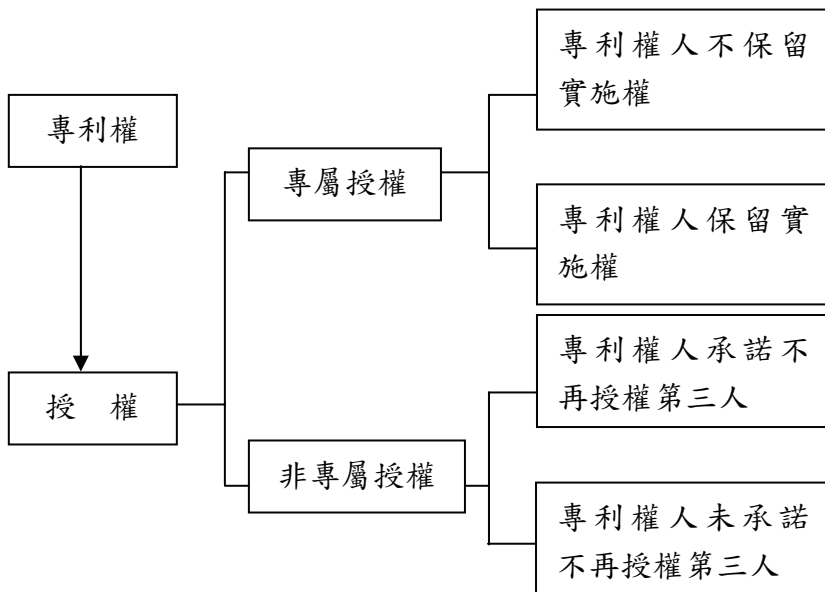 專利權
授 權
專屬授權
非專屬授權
專利權人不保留
實施權
專利權人保留實
施權
專利權人承諾不
再授權第三人
專利權人未承諾
不再授權第三人